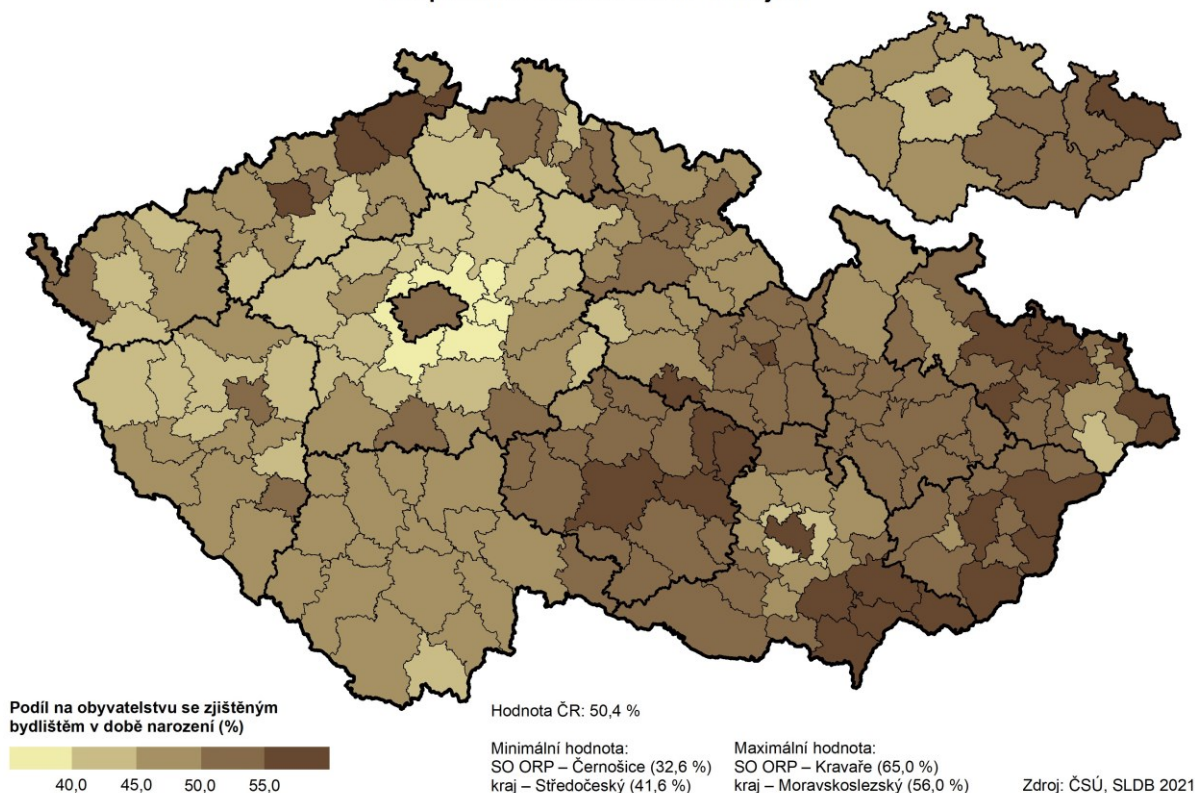 Podíl na obyvatelstvu se zjištěným
bydlištěm v době narození (%)
40,0 45,0 50,0 55,0
Hodnota ČR: 50,4 %
Minimální hodnota:
SO ORP – Černošice (32,6 %)
kraj – Středočeský (41,6 %)
Maximální hodnota:
SO ORP – Kravaře (65,0 %)
kraj – Moravskoslezský (56,0 %)
Zdroj: ČSÚ, SLDB 2021